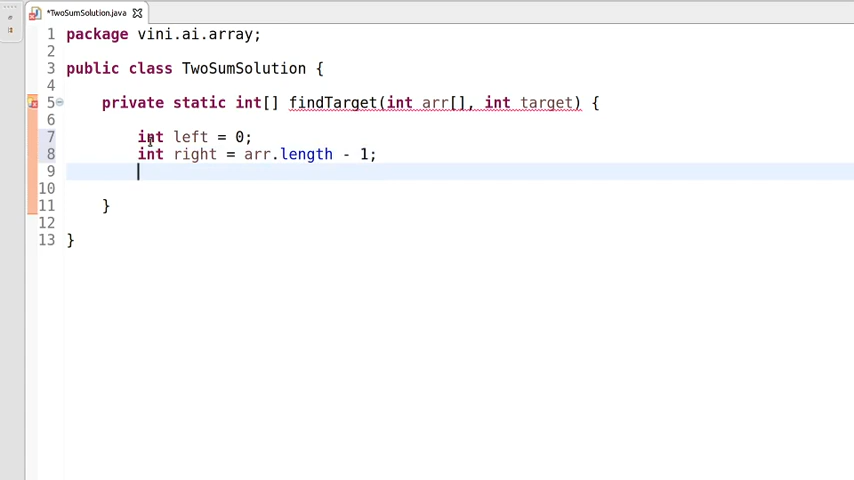 *TwoSumSolution.java
1 package vini.ai.array;
2
3 public class TwoSumSolution {
4
5 private static int[] findTarget(int arr[], int target) {
6
7 int left = 0;
8 int right = arr.length - 1;
9
10
11 }
12
13 }